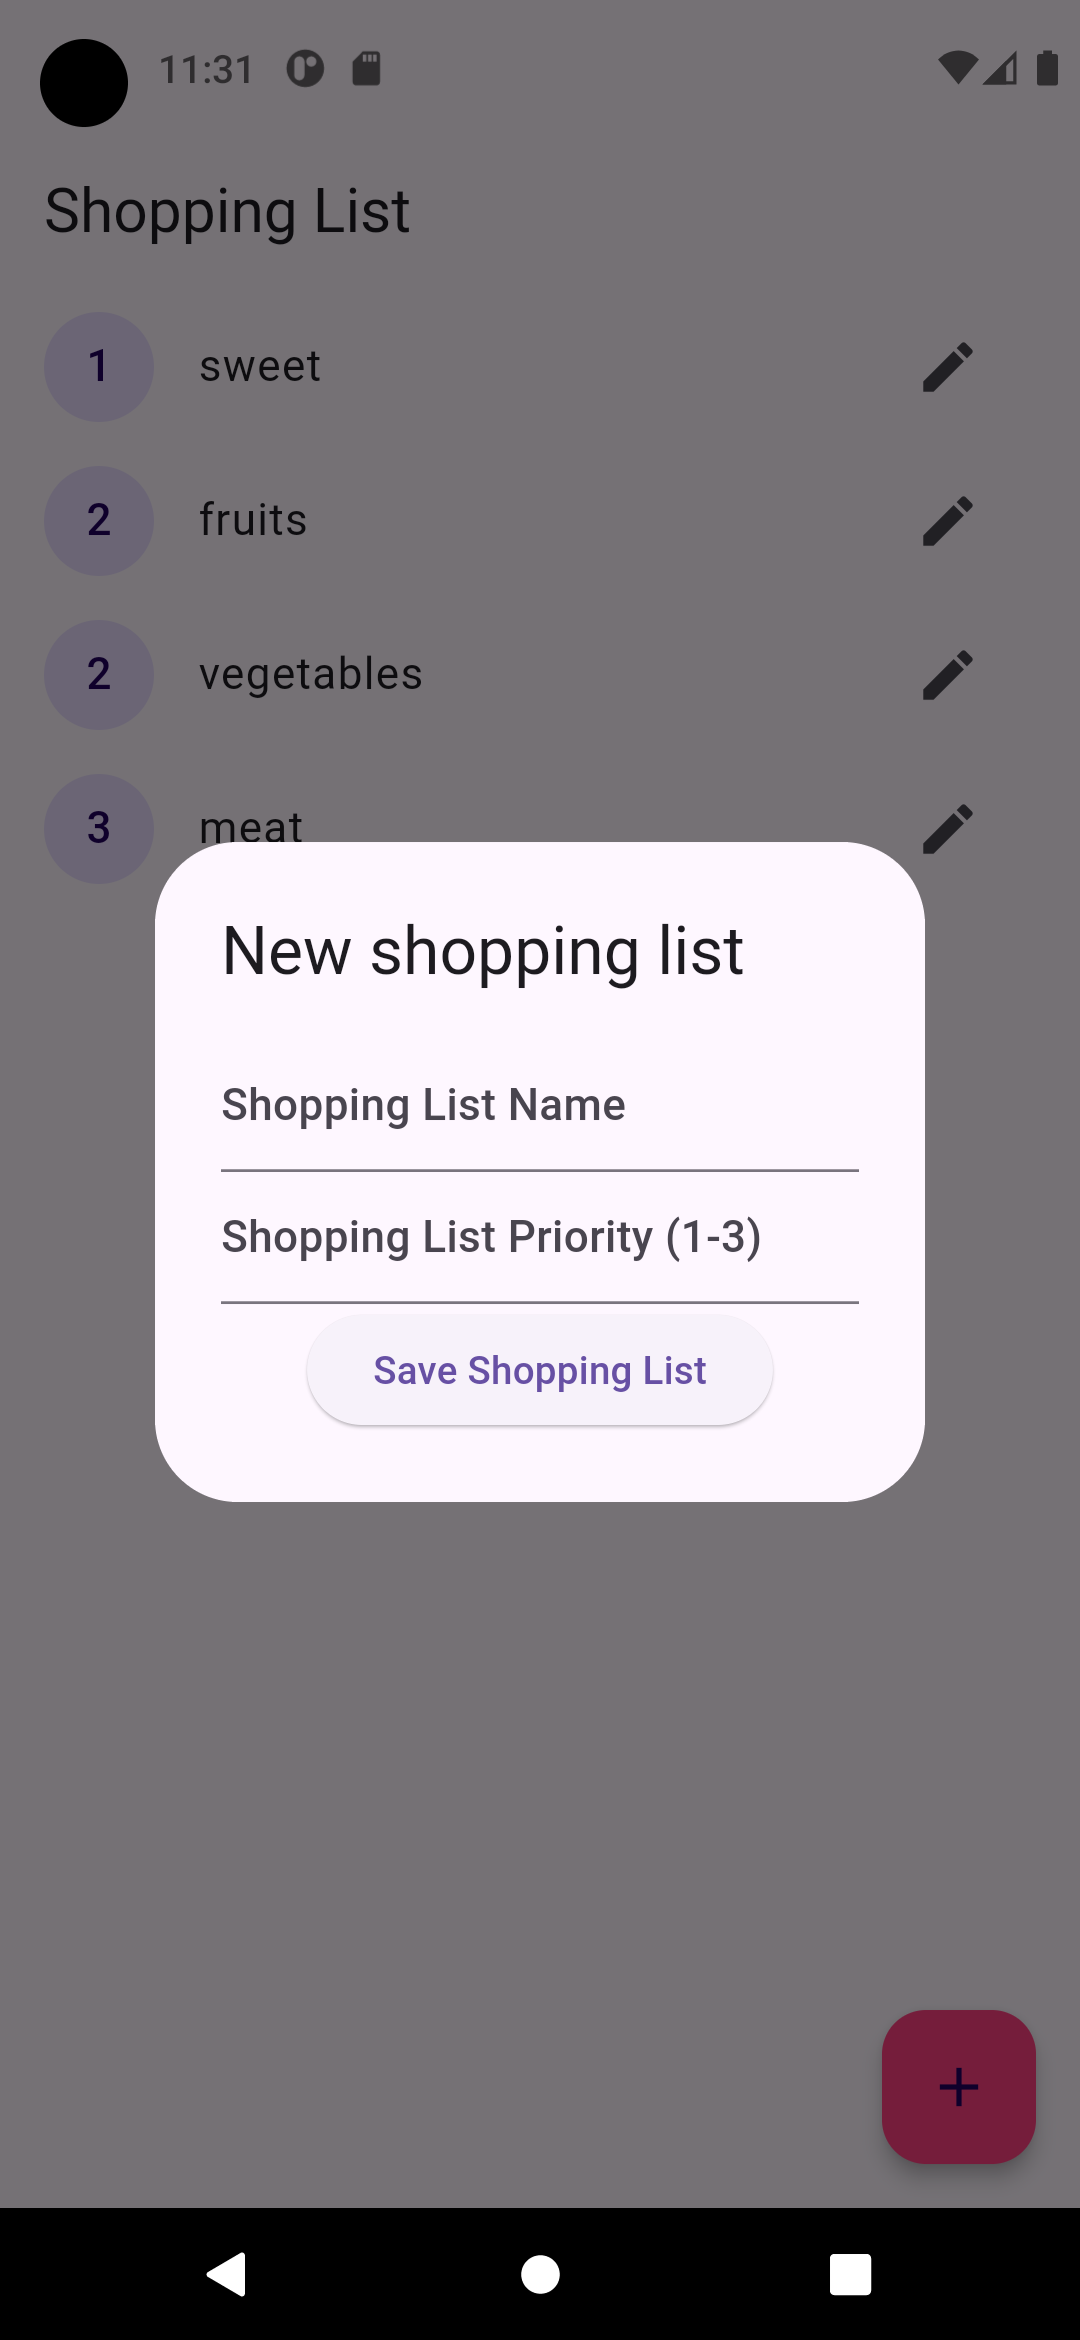 11:31
Shopping List
1 sweet
2 fruits
2 vegetables
3 meat
New shopping list
Shopping List Name
Shopping List Priority (1-3)
Save Shopping List